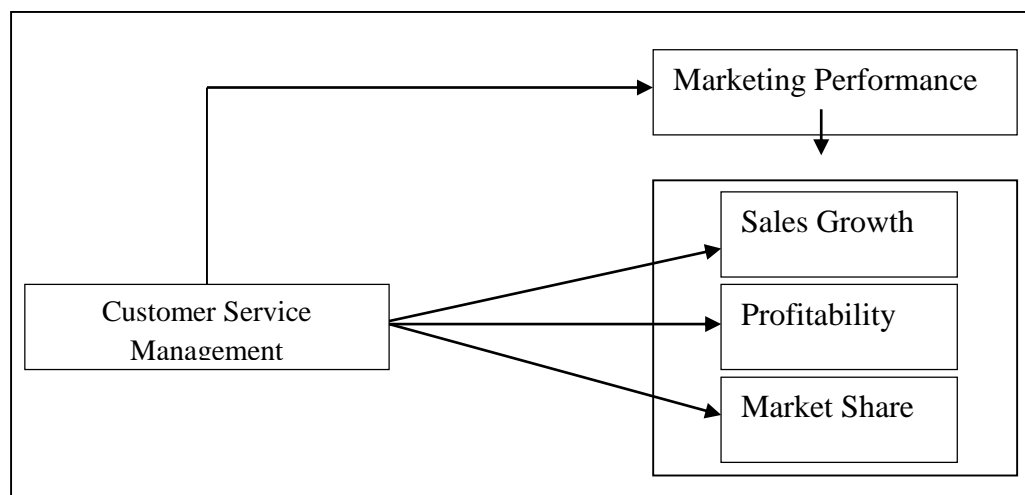 Marketing Performance
Sales Growth
Customer Service
Management
Profitability
Market Share